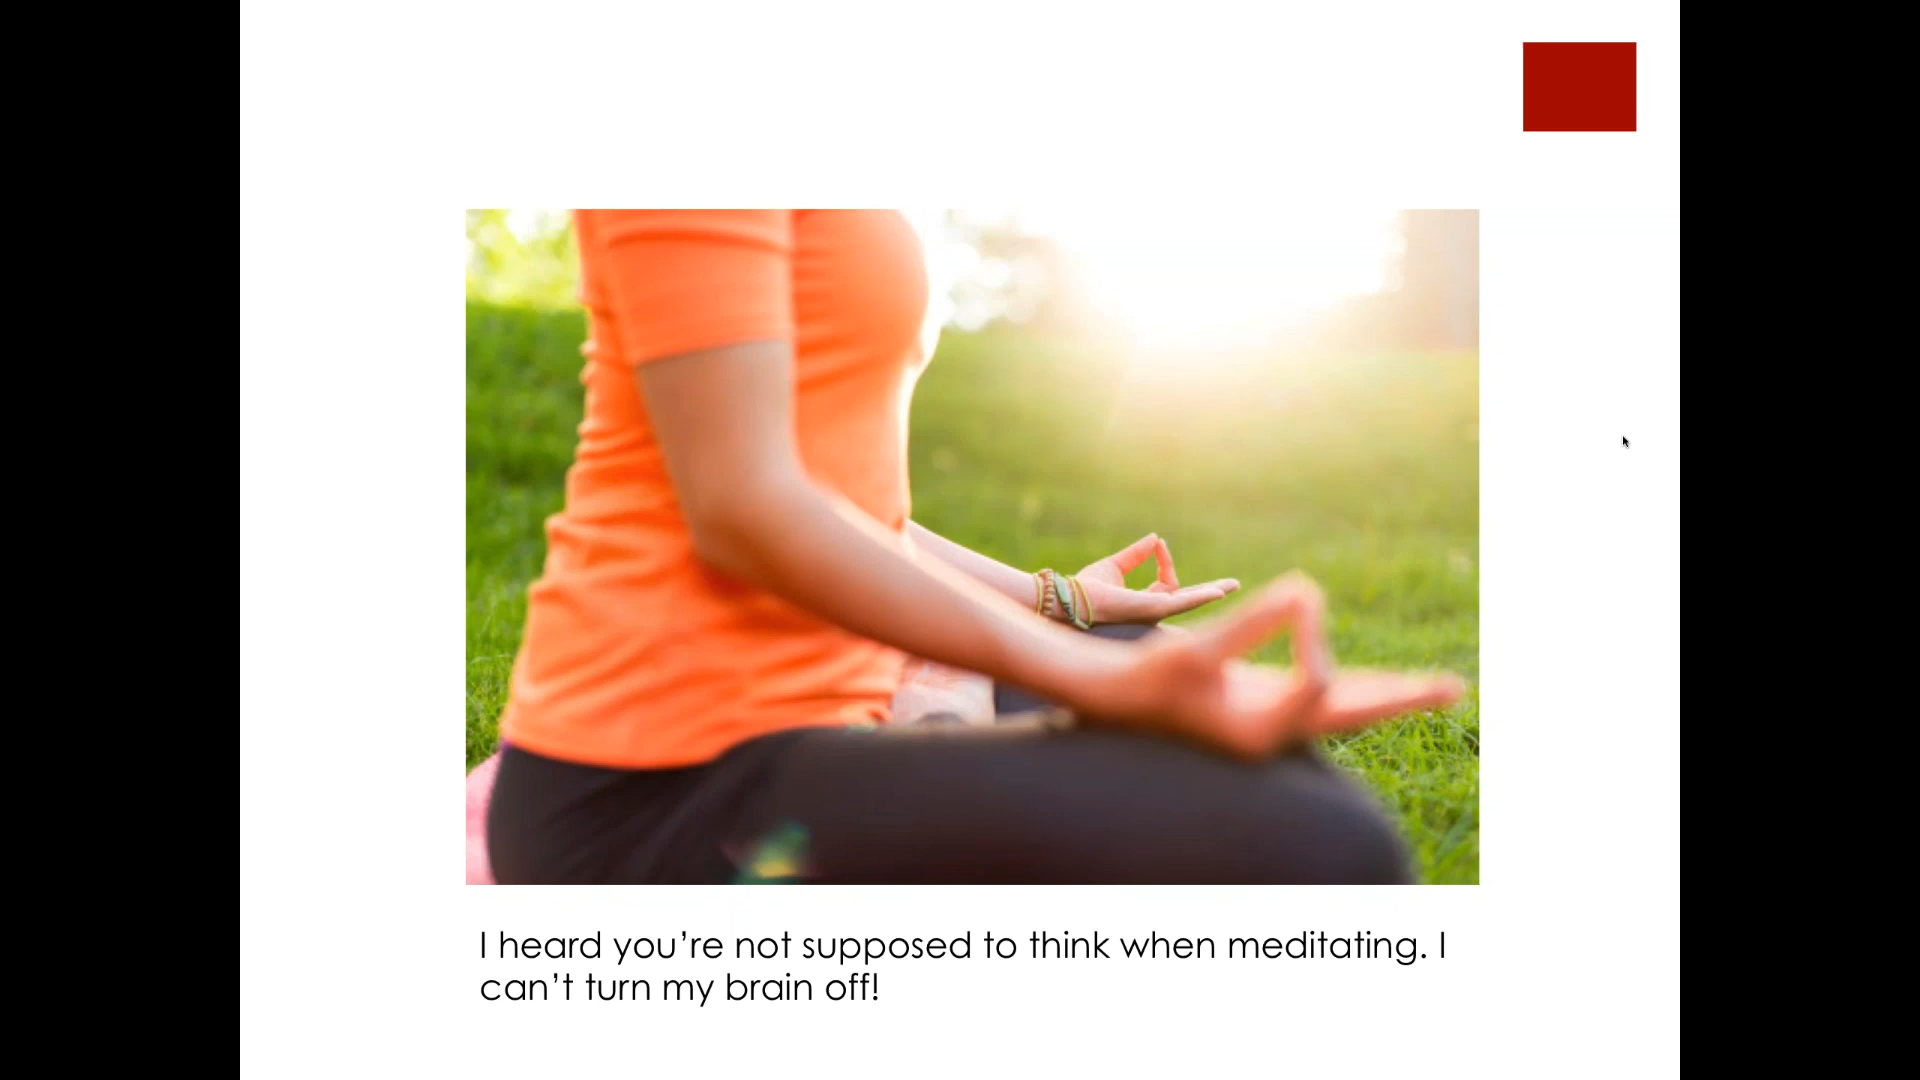 I heard you’re not supposed to think when meditating. I
can’t turn my brain off!